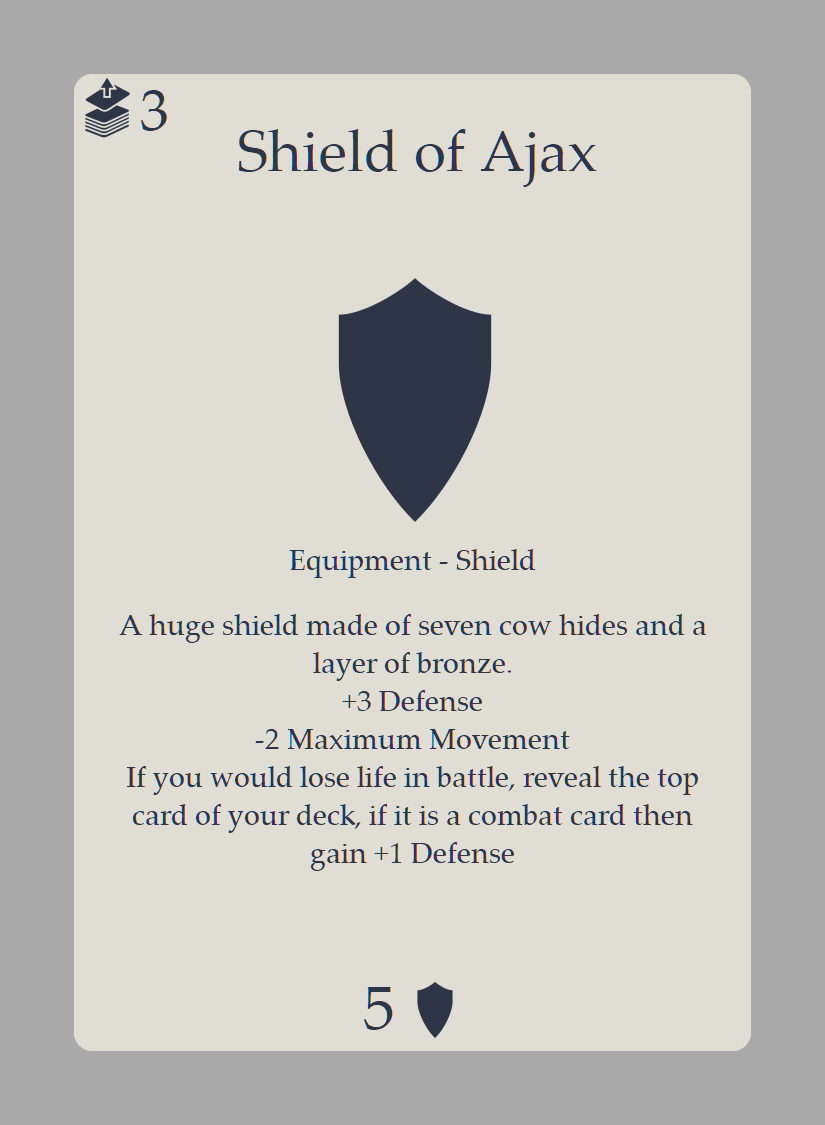 3
Shield of Ajax
Equipment - Shield
A huge shield made of seven cow hides and a
layer of bronze.
+3 Defense
-2 Maximum Movement
If you would lose life in battle, reveal the top
card of your deck, if it is a combat card then
gain +1 Defense
5